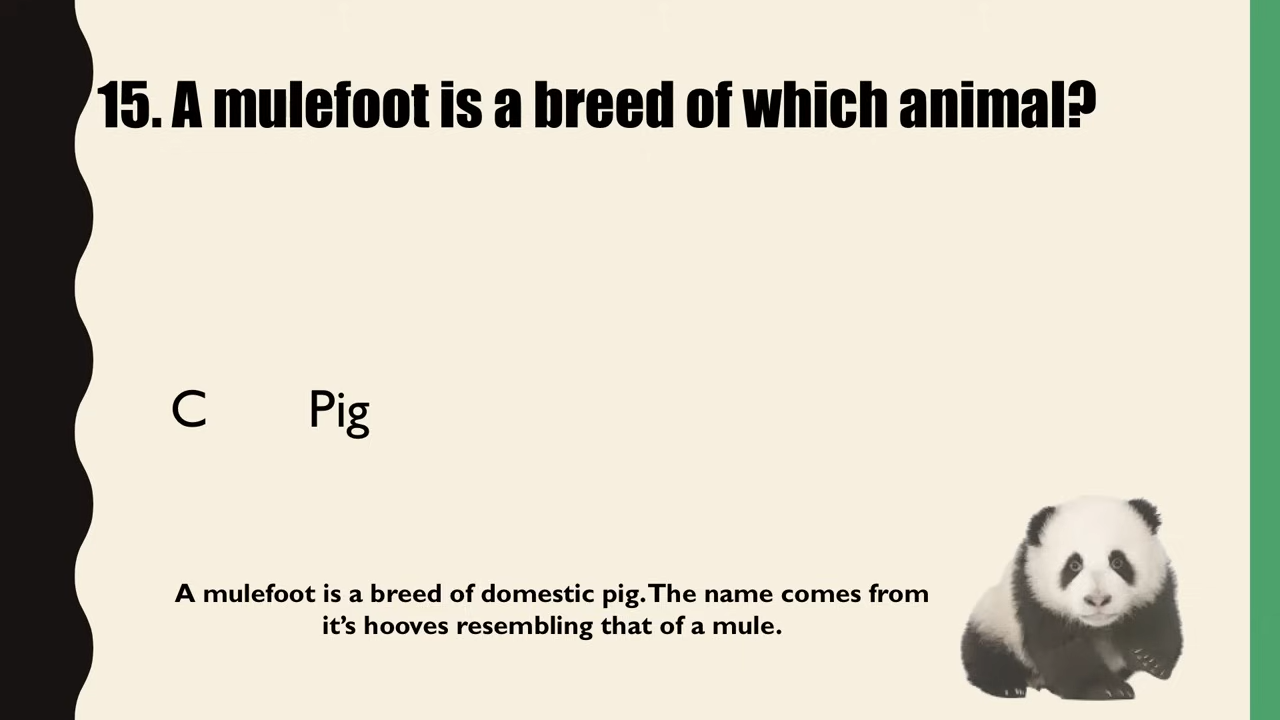 15. A mulefoot is a breed of which animal?
C Pig
A mulefoot is a breed of domestic pig. The name comes from
it’s hooves resembling that of a mule.